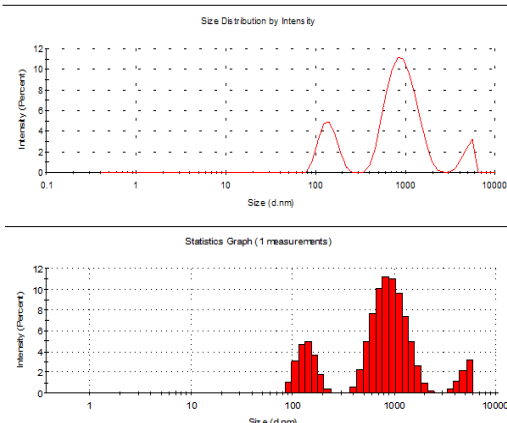 Size Distribution by Intensity
12
10
8
6
4
2
0
Intensity (Percent)
0.1 1 10 100 1000 10000
Size (d.nm)
Statistics Graph (1 measurements)
12
10
8
6
4
2
0
Intensity (Percent)
1 10 100 1000 10000
Size (d.nm)